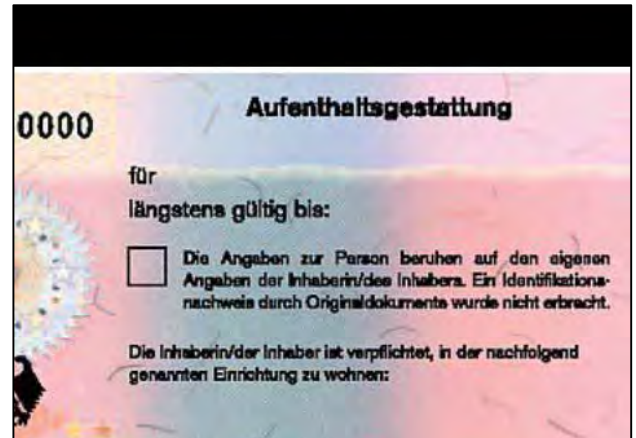 Aufenthaltsgestattung
0000
für
längstens gültig bis:
Die Angaben zur Person beruhen auf den eigenen
Angaben der Inhaberin/des Inhabers. Ein Identifikations-
nachweis durch Originaldokumente wurde nicht erbracht.
Die Inhaberin/der Inhaber ist verpflichtet, in der nachfolgend
genannten Einrichtung zu wohnen: